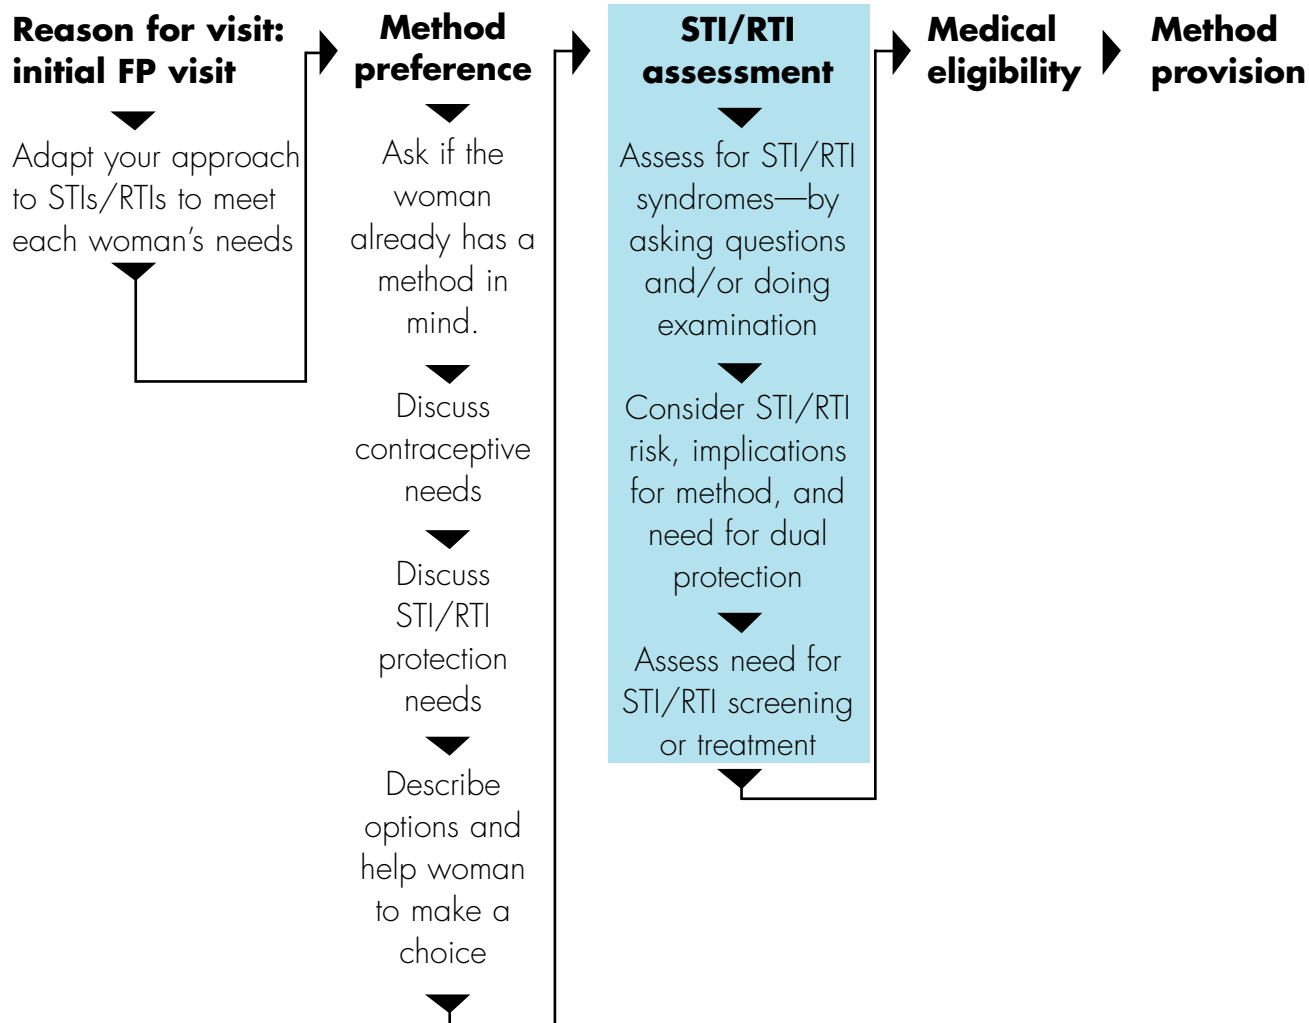 Reason for visit:
initial FP visit
Adapt your approach
to STIs/RTIs to meet
each woman's needs
Method
preference
Ask if the
woman
already has a
method in
mind.
Discuss
contraceptive
needs
Discuss
STI/RTI
protection
needs
Describe
options and
help woman
to make a
choice
STI/RTI
assessment
Assess for STI/RTI
syndromes—by
asking questions
and/or doing
examination
Consider STI/RTI
risk, implications
for method, and
need for dual
protection
Assess need for
STI/RTI screening
or treatment
Medical
eligibility
Method
provision